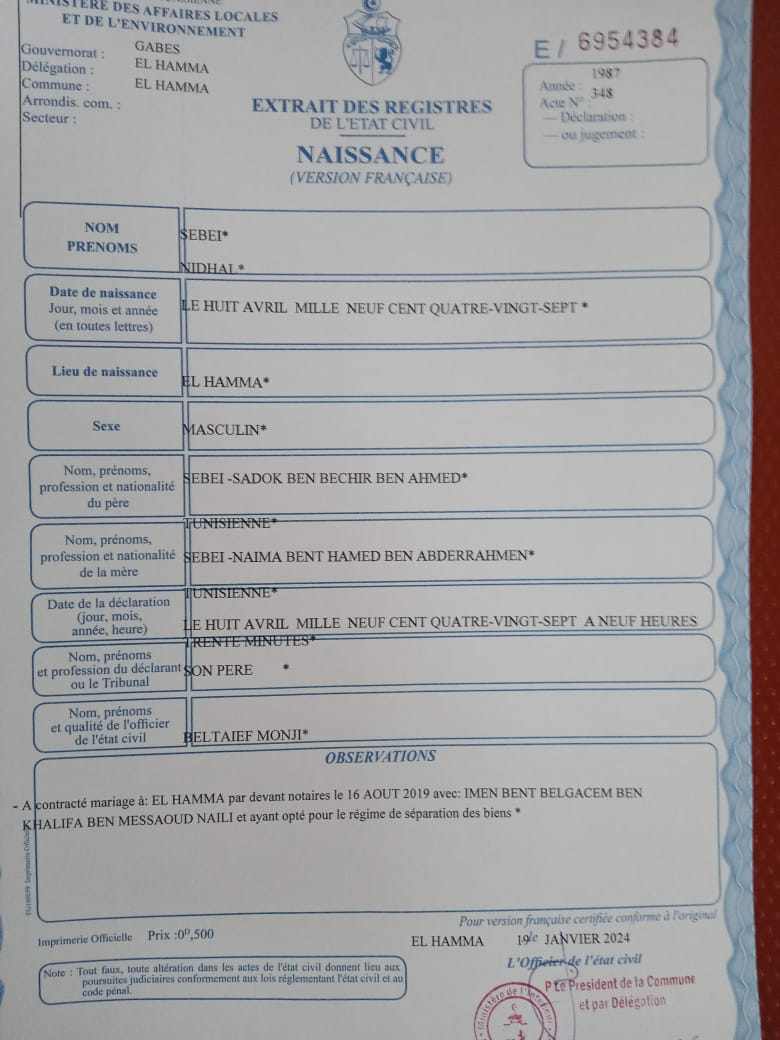 MINISTERE DES AFFAIRES LOCALES
ET DE L'ENVIRONNEMENT
Gouvernorat : GABES
Délégation : EL HAMMA
Commune : EL HAMMA
Arrondis. com. :
Secteur :
E / 6954384
Année : 1987
Acte N° : 348
— Déclaration :
— ou jugement :
EXTRAIT DES REGISTRES
DE L'ETAT CIVIL
NAISSANCE
(VERSION FRANÇAISE)
NOM
PRENOMS
SEBEI*
NIDHAL*
Date de naissance
Jour, mois et année
(en toutes lettres)
LE HUIT AVRIL MILLE NEUF CENT QUATRE-VINGT-SEPT *
Lieu de naissance
EL HAMMA*
Sexe
MASCULIN*
Nom, prénoms,
profession et nationalité
du père
SEBEI -SADOK BEN BECHIR BEN AHMED*
TUNISIENNE*
Nom, prénoms,
profession et nationalité
de la mère
SEBEI -NAIMA BENT HAMED BEN ABDERRAHMEN*
TUNISIENNE*
Date de la déclaration
(jour, mois,
année, heure)
LE HUIT AVRIL MILLE NEUF CENT QUATRE-VINGT-SEPT A NEUF HEURES
TRENTE MINUTES*
Nom, prénoms
et profession du déclarant
ou le Tribunal
SON PERE *
Nom, prénoms
et qualité de l'officier
de l'état civil
BELTAIEF MONJI*
OBSERVATIONS
- A contracté mariage à: EL HAMMA par devant notaires le 16 AOUT 2019 avec: IMEN BENT BELGACEM BEN
KHALIFA BEN MESSAOUD NAILI et ayant opté pour le régime de séparation des biens *
Pour version française certifiée conforme à l'original
Imprimerie Officielle Prix :0ᴰ,500
EL HAMMA le 19 JANVIER 2024
L'Officier de l'état civil
P Le President de la Commune
et par Délégation
Note : Tout faux, toute altération dans les actes de l'état civil donnent lieu aux
poursuites judiciaires conformement aux lois réglementant l'état civil et au
code pénal.
Ministère de l'Intérieur